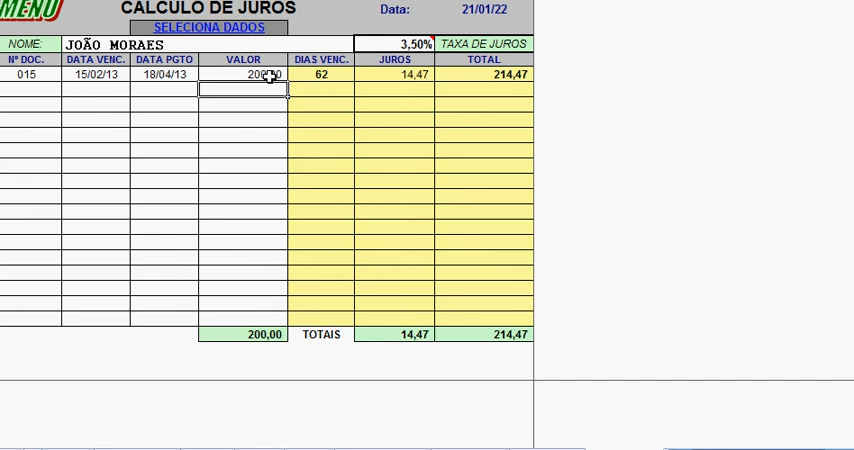 MENU
CALCULO DE JUROS
Data: 21/01/22
SELECIONA DADOS
NOME: JOÃO MORAES 3,50% TAXA DE JUROS
Nº DOC. DATA VENC. DATA PGTO VALOR DIAS VENC. JUROS TOTAL
015 15/02/13 18/04/13 200,00 62 14,47 214,47
200,00 TOTAIS 14,47 214,47